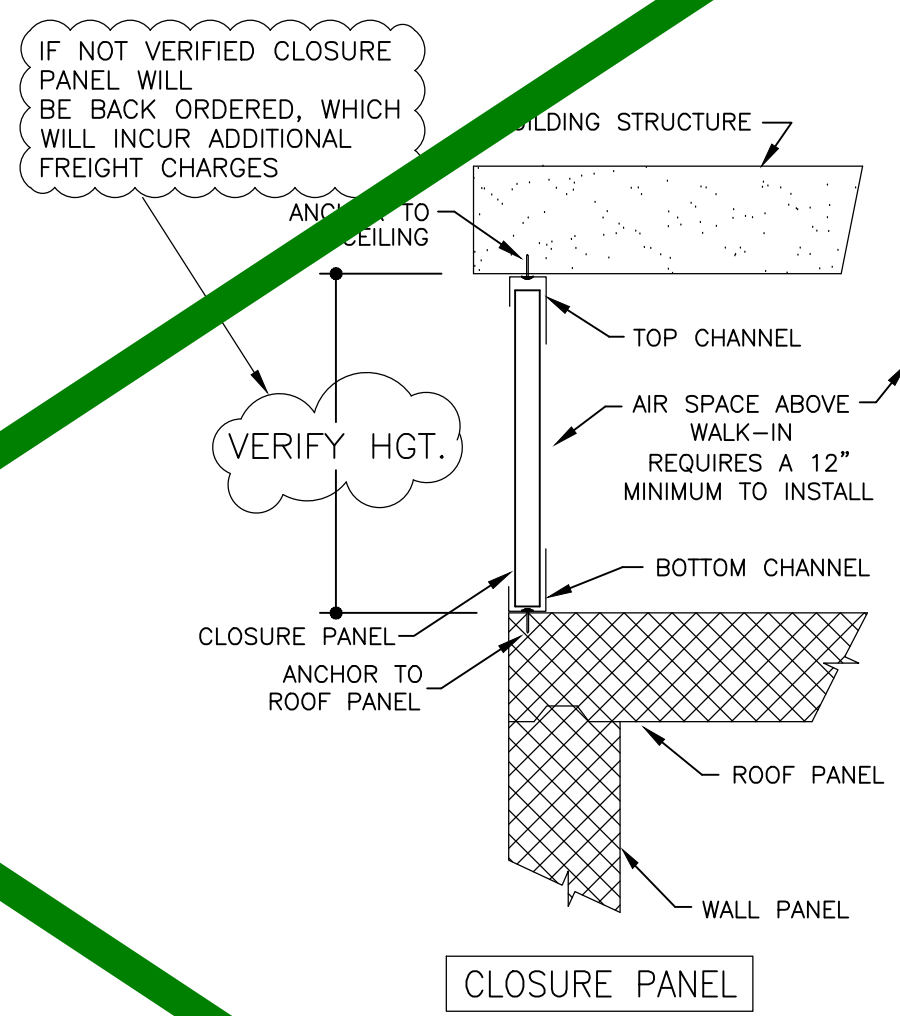 IF NOT VERIFIED CLOSURE
PANEL WILL
BE BACK ORDERED, WHICH
WILL INCUR ADDITIONAL
FREIGHT CHARGES
STRUCTURE
TO
CEILING
TOP CHANNEL
AIR SPACE ABOVE
WALK-IN
REQUIRES A 12”
MINIMUM TO INSTALL
VERIFY HGT.
BOTTOM CHANNEL
CLOSURE PANEL
ANCHOR TO
ROOF PANEL
ROOF PANEL
WALL PANEL
CLOSURE PANEL